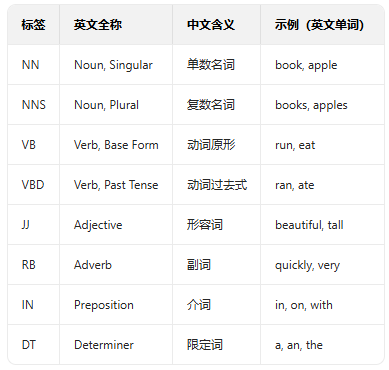 标签 英文全称 中文含义 示例（英文单词）
NN Noun, Singular 单数名词 book, apple
NNS Noun, Plural 复数名词 books, apples
VB Verb, Base Form 动词原形 run, eat
VBD Verb, Past Tense 动词过去式 ran, ate
JJ Adjective 形容词 beautiful, tall
RB Adverb 副词 quickly, very
IN Preposition 介词 in, on, with
DT Determiner 限定词 a, an, the